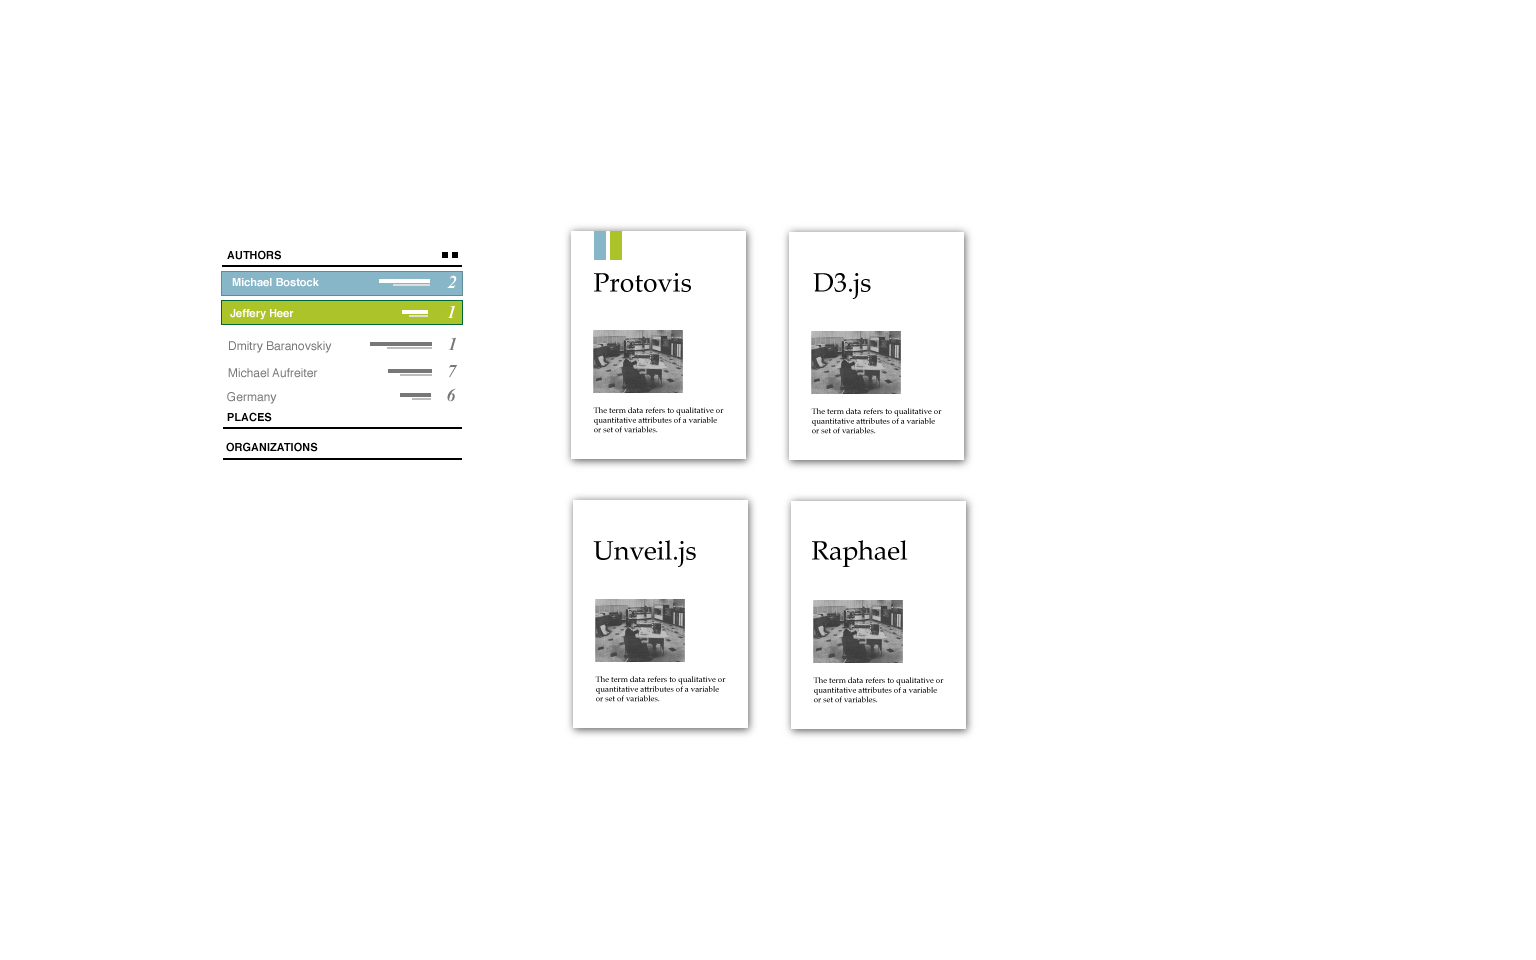 AUTHORS
Michael Bostock 2
Jeffery Heer 1
Dmitry Baranovskiy 1
Michael Aufreiter 7
Germany 6
PLACES
ORGANIZATIONS
Protovis
The term data refers to qualitative or
quantitative attributes of a variable
or set of variables.
D3.js
The term data refers to qualitative or
quantitative attributes of a variable
or set of variables.
Unveil.js
The term data refers to qualitative or
quantitative attributes of a variable
or set of variables.
Raphael
The term data refers to qualitative or
quantitative attributes of a variable
or set of variables.